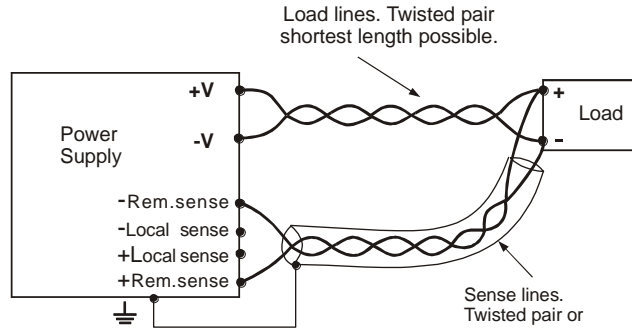 Load lines. Twisted pair
shortest length possible.
+V
-V
Power
Supply
+
-
Load
-Rem.sense
-Local sense
+Local sense
+Rem.sense
Sense lines.
Twisted pair or